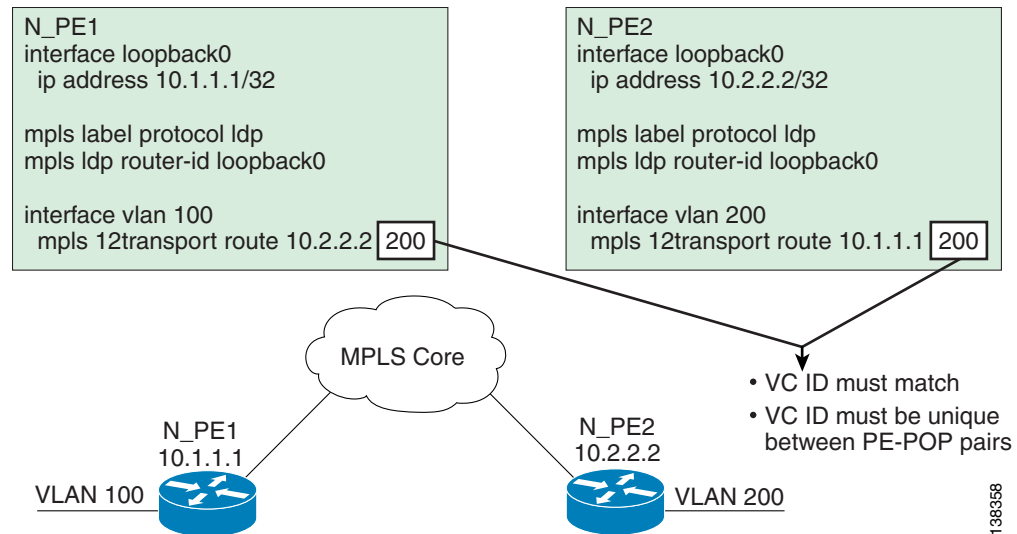 N_PE1
interface loopback0
ip address 10.1.1.1/32
mpls label protocol ldp
mpls ldp router-id loopback0
interface vlan 100
mpls 12transport route 10.2.2.2 200
N_PE2
interface loopback0
ip address 10.2.2.2/32
mpls label protocol ldp
mpls ldp router-id loopback0
interface vlan 200
mpls 12transport route 10.1.1.1 200
MPLS Core
• VC ID must match
• VC ID must be unique
between PE-POP pairs
N_PE1
10.1.1.1
N_PE2
10.2.2.2
VLAN 100
VLAN 200
138358